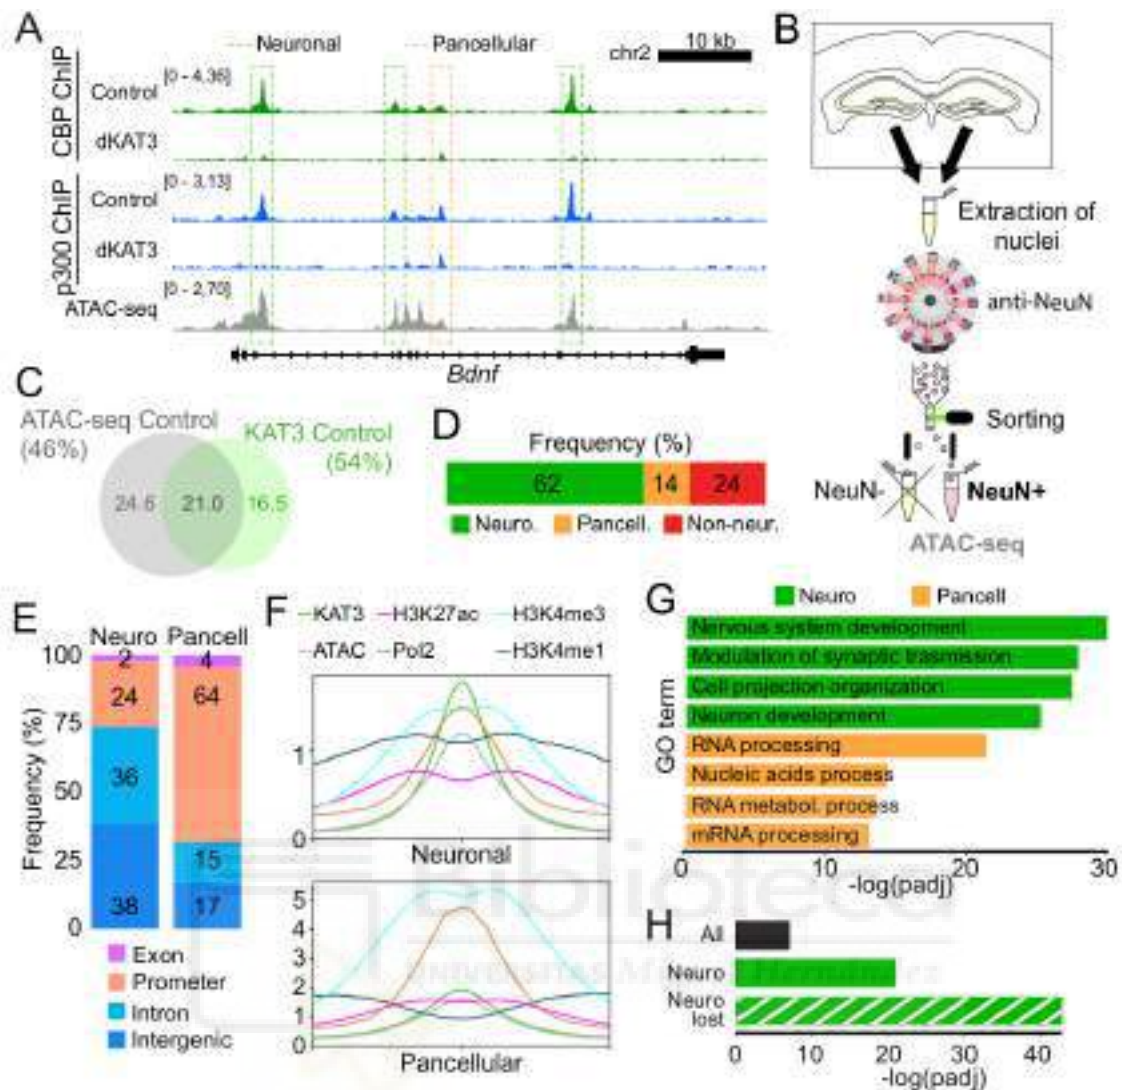 A
Neuronal
Pancellular
chr2
10 kb
CBP ChIP
Control
[0 - 4.36]
dKAT3
p300 ChIP
Control
[0 - 3.13]
dKAT3
ATAC-seq
[0 - 2.70]
Bdnf
B
Extraction of
nuclei
anti-NeuN
Sorting
NeuN-
NeuN+
ATAC-seq
C
ATAC-seq Control
(46%)
KAT3 Control
(54%)
24.5
21.0
16.5
D
Frequency (%)
62
14
24
Neuro.
Pancell.
Non-neur.
E
Neuro
Pancell
Frequency (%)
100
75
50
25
0
2
24
36
38
4
64
15
17
Exon
Prometer
Intron
Intergenic
F
KAT3
H3K27ac
H3K4me3
ATAC
Pol2
H3K4me1
1
0
Neuronal
5
4
3
2
1
0
Pancellular
G
Neuro
Pancell
GO term
Nervous system development
Modulation of synaptic trasmission
Cell projection organization
Neuron development
RNA processing
Nucleic acids process
RNA metabol. process
mRNA processing
0
10
20
30
-log(padj)
H
All
Neuro
Neuro
lost
0
10
20
30
40
-log(padj)
Biblioteca
UNIVERSITAS Miguel Hernández